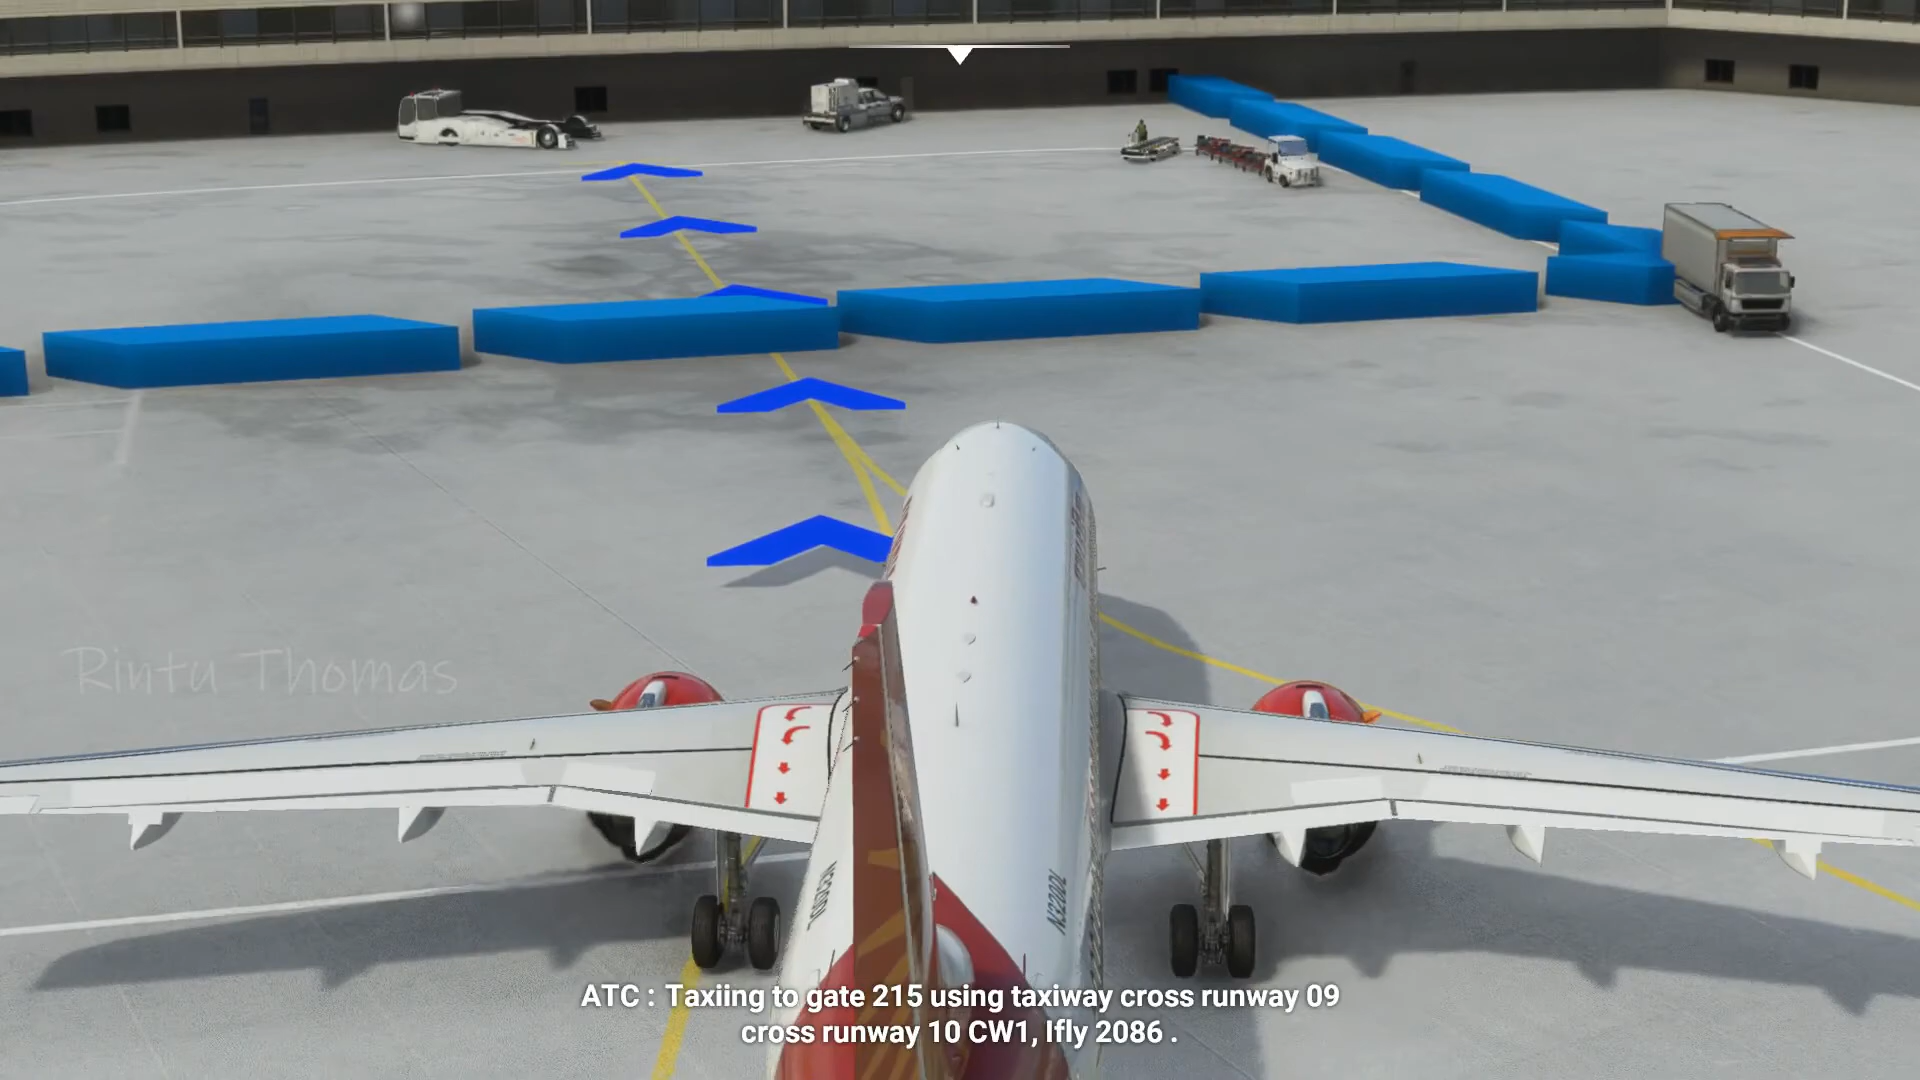 Rintu Thomas
N320DL
ATC : Taxiing to gate 215 using taxiway cross runway 09
cross runway 10 CW1, Ifly 2086 .